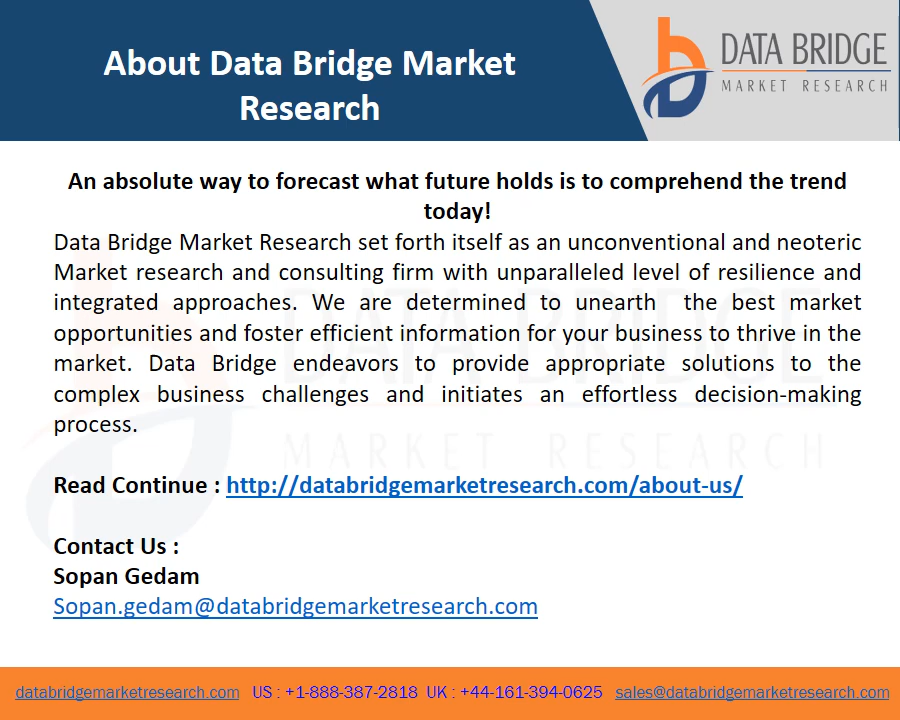 About Data Bridge Market
Research
DATA BRIDGE
MARKET RESEARCH
An absolute way to forecast what future holds is to comprehend the trend
today!
Data Bridge Market Research set forth itself as an unconventional and neoteric
Market research and consulting firm with unparalleled level of resilience and
integrated approaches. We are determined to unearth the best market
opportunities and foster efficient information for your business to thrive in the
market. Data Bridge endeavors to provide appropriate solutions to the
complex business challenges and initiates an effortless decision-making
process.
DATA BRIDGE
MARKET RESEARCH
Read Continue : http://databridgemarketresearch.com/about-us/
Contact Us :
Sopan Gedam
Sopan.gedam@databridgemarketresearch.com
databridgemarketresearch.com US : +1-888-387-2818 UK : +44-161-394-0625 sales@databridgemarketresearch.com